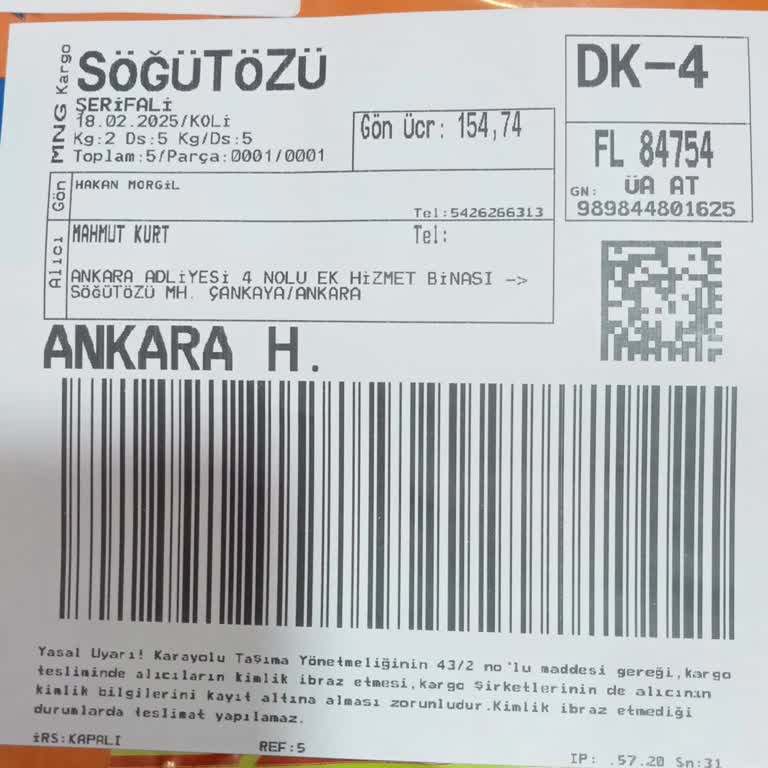 MNG Kargo
SÖĞÜTÖZÜ
ŞERİFALİ
18.02.2025/KOLİ
Kg:2 Ds:5 Kg/Ds:5
Toplam:5/Parça:0001/0001
Gön Ücr: 154,74
DK-4
FL 84754
ÜA AT
GN:
989844801625
Gön
HAKAN MORGİL
Tel:5426266313
Alıcı
MAHMUT KURT
Tel:
ANKARA ADLİYESİ 4 NOLU EK HİZMET BİNASI ->
SÖĞÜTÖZÜ MH. ÇANKAYA/ANKARA
ANKARA H.
Yasal Uyarı! Karayolu Taşıma Yönetmeliğinin 43/2 no'lu maddesi gereği,kargo
tesliminde alıcıların kimlik ibraz etmesi,kargo şirketlerinin de alıcının
kimlik bilgilerini kayıt altına alması zorunludur.Kimlik ibraz etmediği
durumlarda teslimat yapılamaz.
İRS:KAPALI
REF:5
IP: .57.20 Sn:31